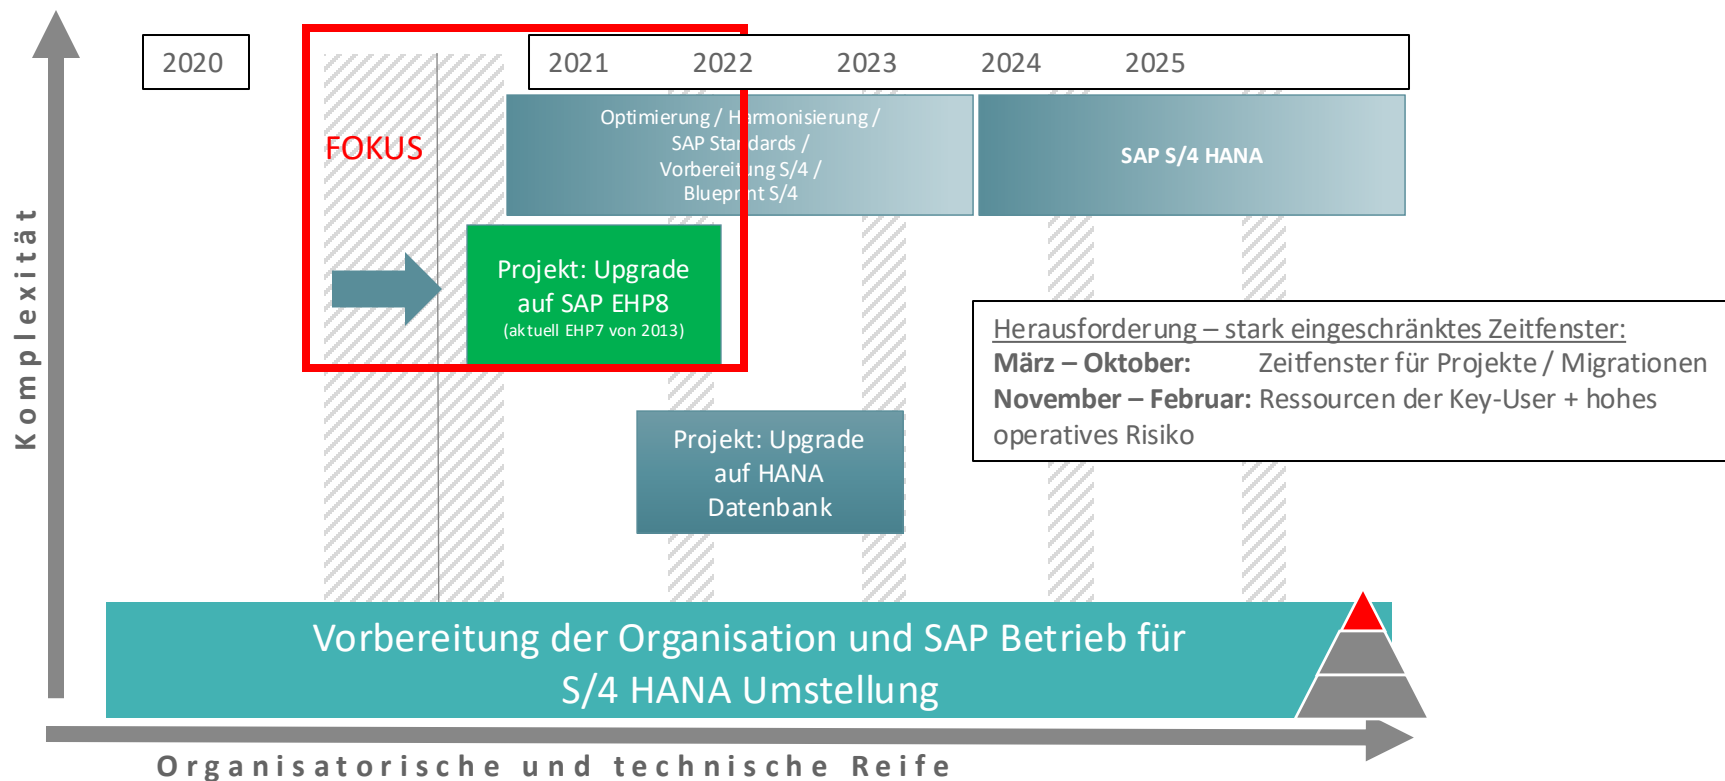 2020
2021 2022 2023 2024 2025
FOKUS
Optimierung / Harmonisierung /
SAP Standards /
Vorbereitung S/4 /
Blueprint S/4
SAP S/4 HANA
Projekt: Upgrade
auf SAP EHP8
(aktuell EHP7 von 2013)
Herausforderung – stark eingeschränktes Zeitfenster:
März – Oktober: Zeitfenster für Projekte / Migrationen
November – Februar: Ressourcen der Key-User + hohes
operatives Risiko
Projekt: Upgrade
auf HANA
Datenbank
Komplexität
Vorbereitung der Organisation und SAP Betrieb für
S/4 HANA Umstellung
Organisatorische und technische Reife